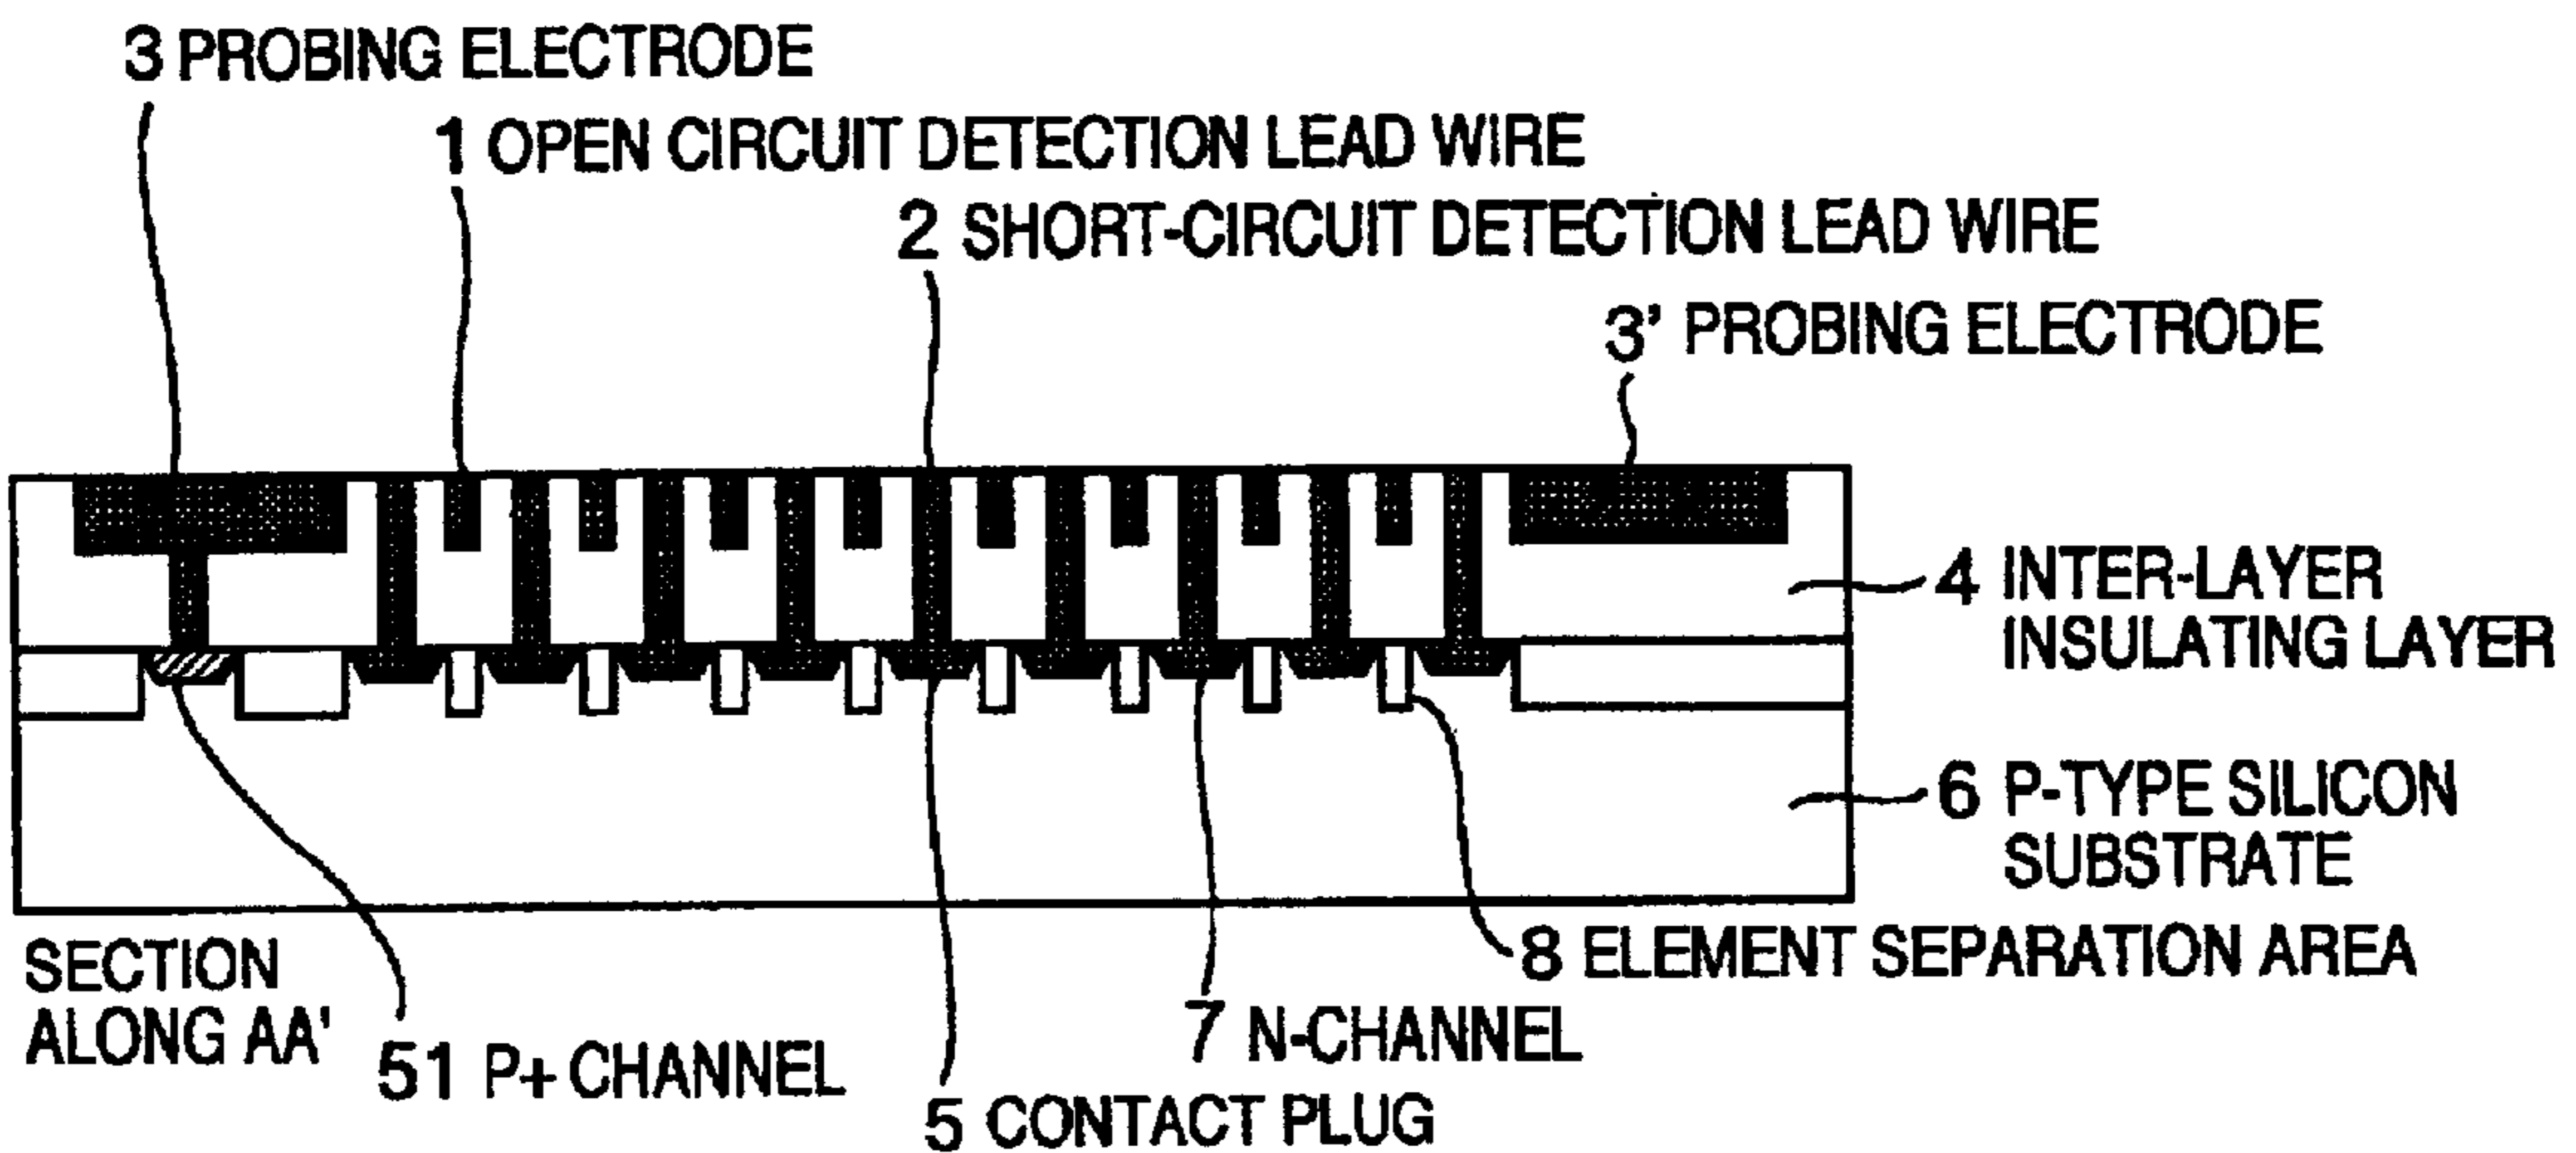 3 PROBING ELECTRODE
1 OPEN CIRCUIT DETECTION LEAD WIRE
2 SHORT-CIRCUIT DETECTION LEAD WIRE
3' PROBING ELECTRODE
4 INTER-LAYER
INSULATING LAYER
6 P-TYPE SILICON
SUBSTRATE
8 ELEMENT SEPARATION AREA
7 N-CHANNEL
5 CONTACT PLUG
51 P+ CHANNEL
SECTION
ALONG AA'